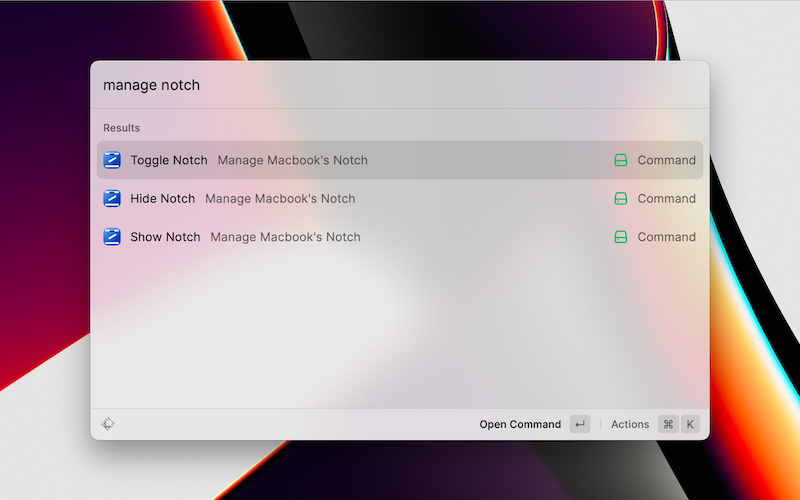 manage notch
Results
Toggle Notch Manage Macbook's Notch Command
Hide Notch Manage Macbook's Notch Command
Show Notch Manage Macbook's Notch Command
Open Command ↵ Actions ⌘ K